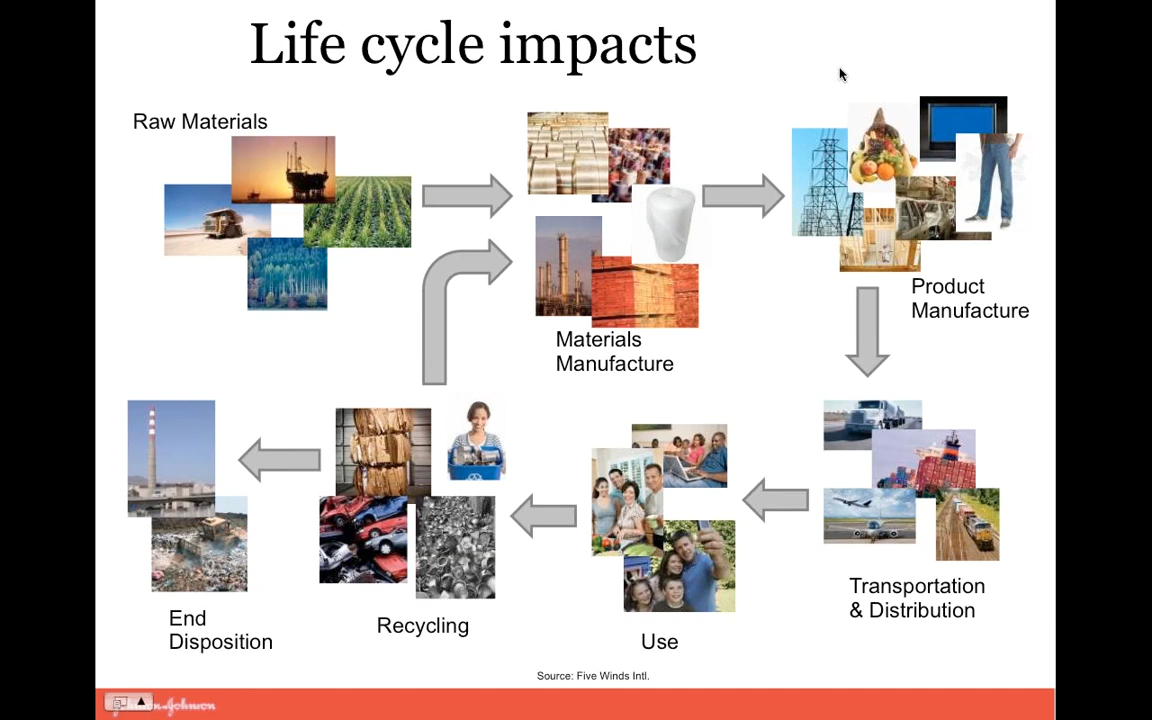 Life cycle impacts
Raw Materials
Materials
Manufacture
Product
Manufacture
Transportation
& Distribution
Use
Recycling
End
Disposition
Source: Five Winds Intl.